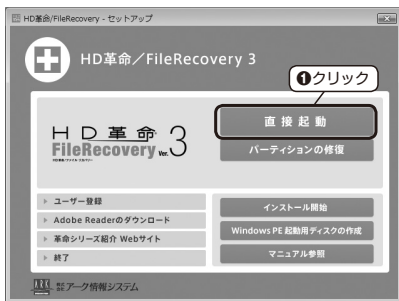 HD革命/FileRecovery - セットアップ
HD革命／FileRecovery 3
❶クリック
直接起動
HD革命
FileRecovery Ver.3
パーティションの修復
ユーザー登録
Adobe Readerのダウンロード
革命シリーズ紹介 Webサイト
終了
インストール開始
Windows PE 起動用ディスクの作成
マニュアル参照
アーク情報システム